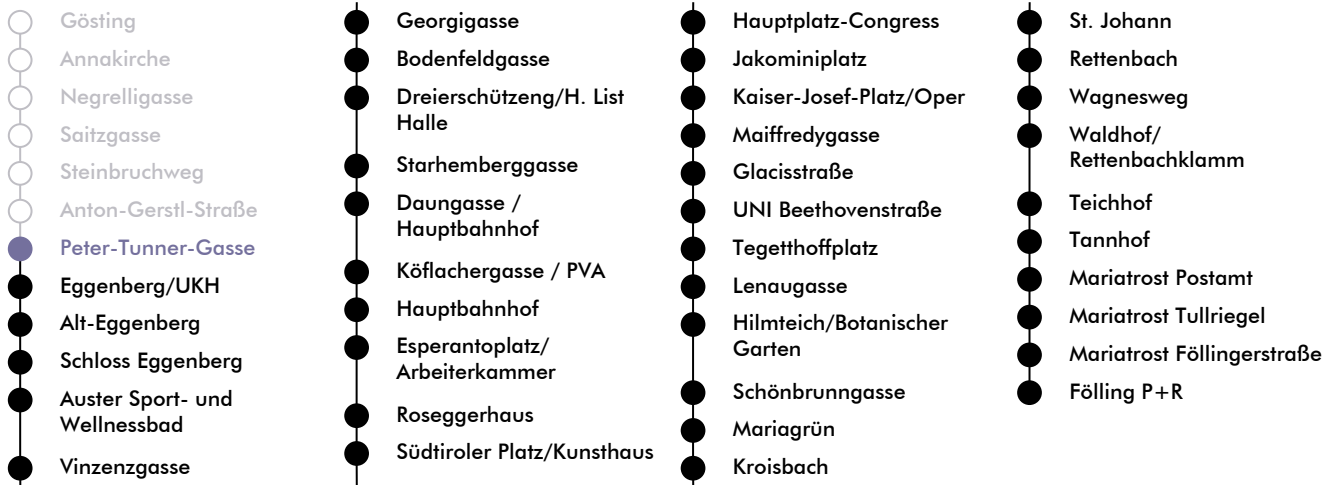 Gösting
Annakirche
Negrelligasse
Saitzgasse
Steinbruchweg
Anton-Gerstl-Straße
Peter-Tunner-Gasse
Eggenberg/UKH
Alt-Eggenberg
Schloss Eggenberg
Auster Sport- und
Wellnessbad
Vinzenzgasse
Georgigasse
Bodenfeldgasse
Dreierschützeng/H. List
Halle
Starhemberggasse
Daungasse /
Hauptbahnhof
Köflachergasse / PVA
Hauptbahnhof
Esperantoplatz/
Arbeiterkammer
Roseggerhaus
Südtiroler Platz/Kunsthaus
Hauptplatz-Congress
Jakominiplatz
Kaiser-Josef-Platz/Oper
Maiffredygasse
Glacisstraße
UNI Beethovenstraße
Tegetthoffplatz
Lenaugasse
Hilmteich/Botanischer
Garten
Schönbrunngasse
Mariagrün
Kroisbach
St. Johann
Rettenbach
Wagnesweg
Waldhof/
Rettenbachklamm
Teichhof
Tannhof
Mariatrost Postamt
Mariatrost Tullriegel
Mariatrost Föllingerstraße
Fölling P+R